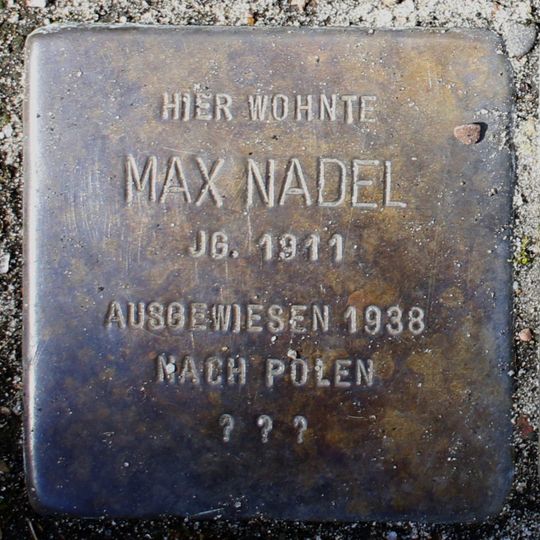 HIER WOHNTE
MAX NADEL
JG. 1911
AUSGEWIESEN 1938
NACH POLEN
? ? ?